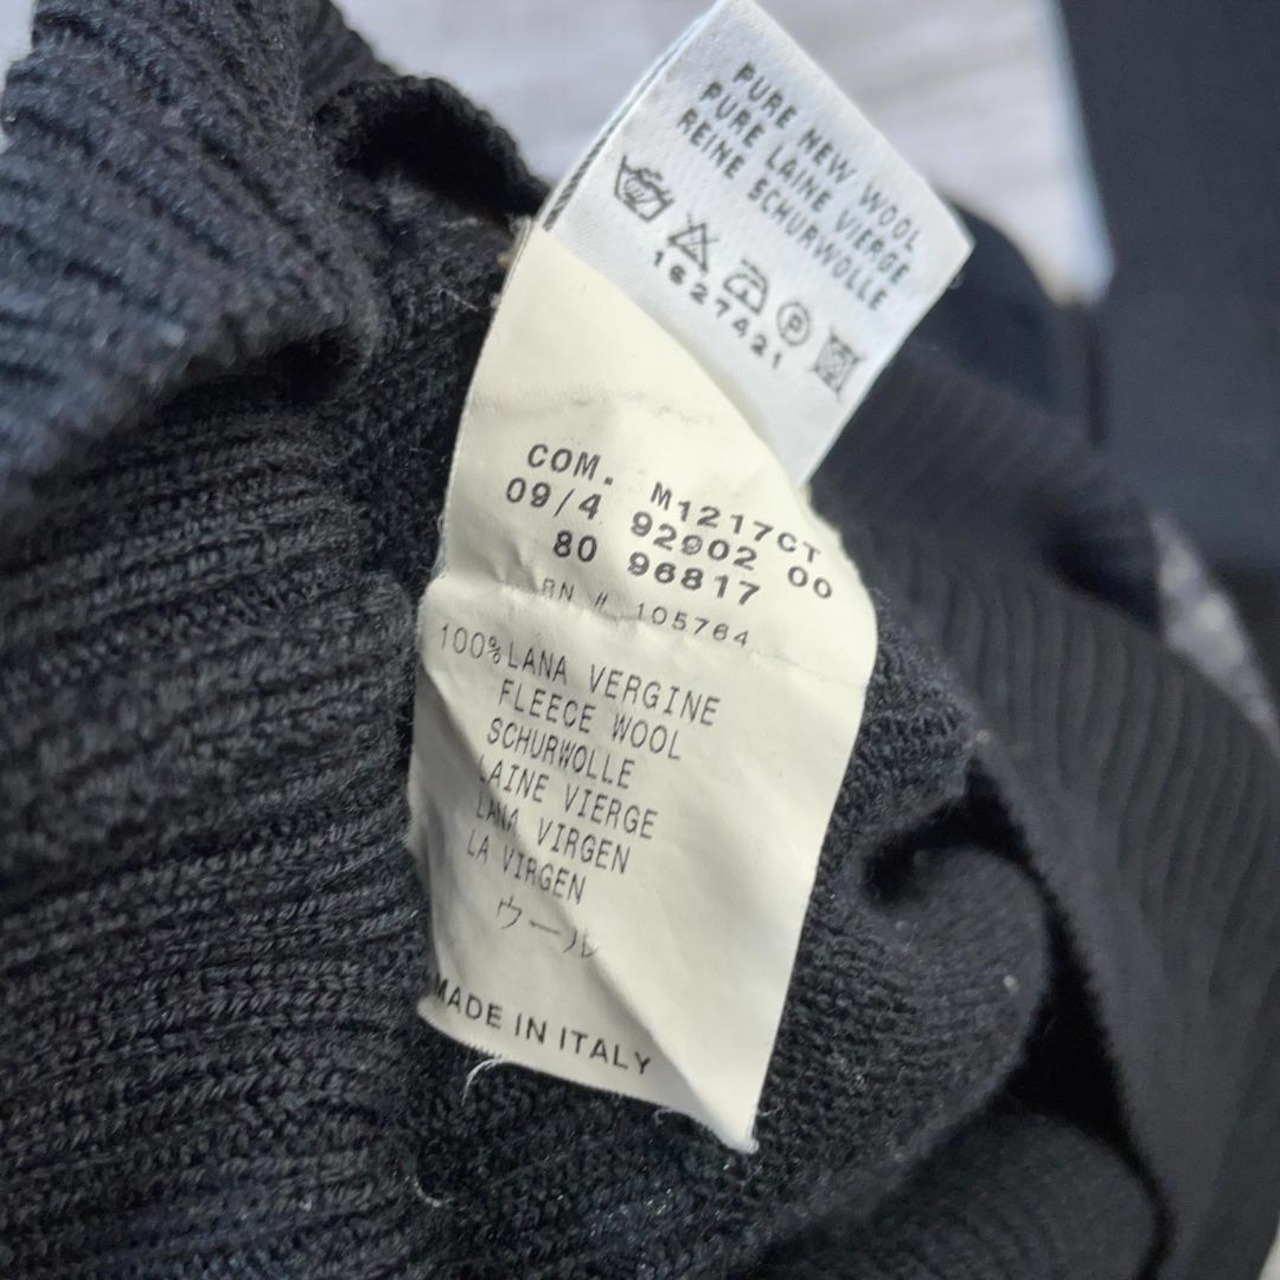 PURE NEW WOOL
PURE LAINE VIERGE
REINE SCHURWOLLE
P
1627421
COM. M1217CT
09/4 92902 00
80 96817
RN # 105764
100%LANA VERGINE
FLEECE WOOL
SCHURWOLLE
LAINE VIERGE
LANA VIRGEN
LA VIRGEN
ウール
MADE IN ITALY